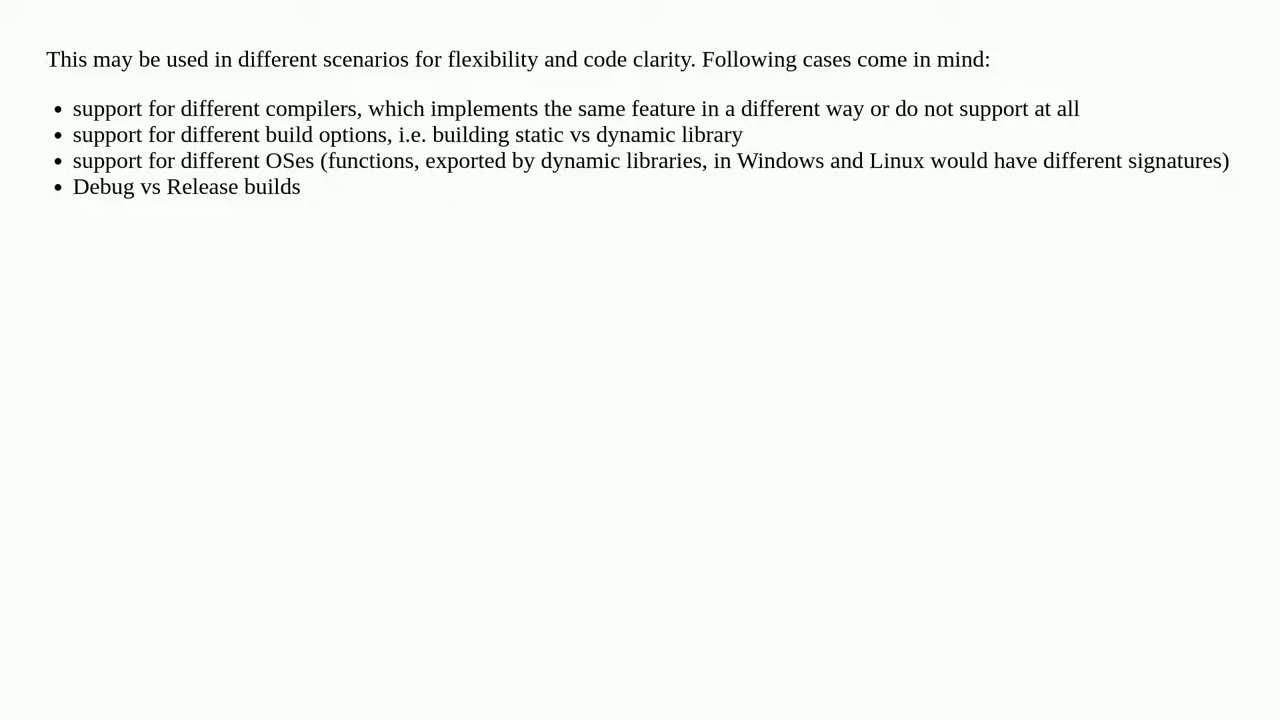 This may be used in different scenarios for flexibility and code clarity. Following cases come in mind:
• support for different compilers, which implements the same feature in a different way or do not support at all
• support for different build options, i.e. building static vs dynamic library
• support for different OSes (functions, exported by dynamic libraries, in Windows and Linux would have different signatures)
• Debug vs Release builds